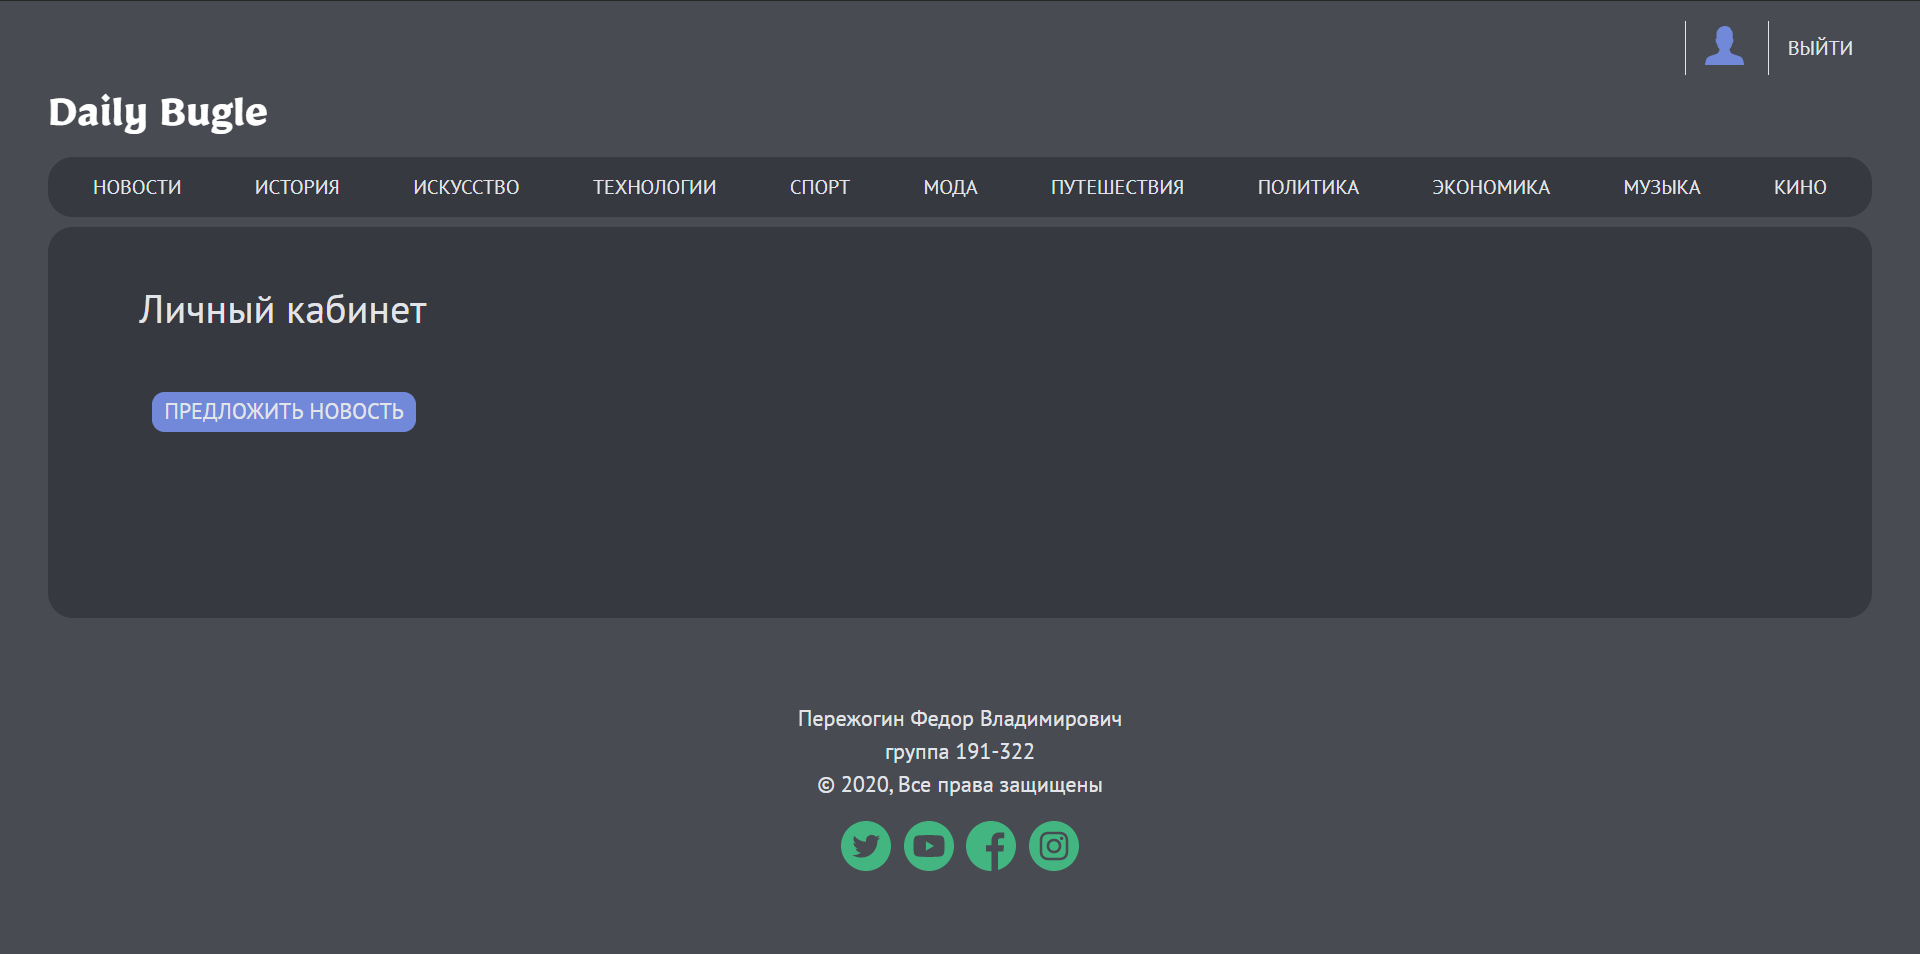 ВЫЙТИ
Daily Bugle
НОВОСТИ ИСТОРИЯ ИСКУССТВО ТЕХНОЛОГИИ СПОРТ МОДА ПУТЕШЕСТВИЯ ПОЛИТИКА ЭКОНОМИКА МУЗЫКА КИНО
Личный кабинет
ПРЕДЛОЖИТЬ НОВОСТЬ
Пережогин Федор Владимирович
группа 191-322
© 2020, Все права защищены